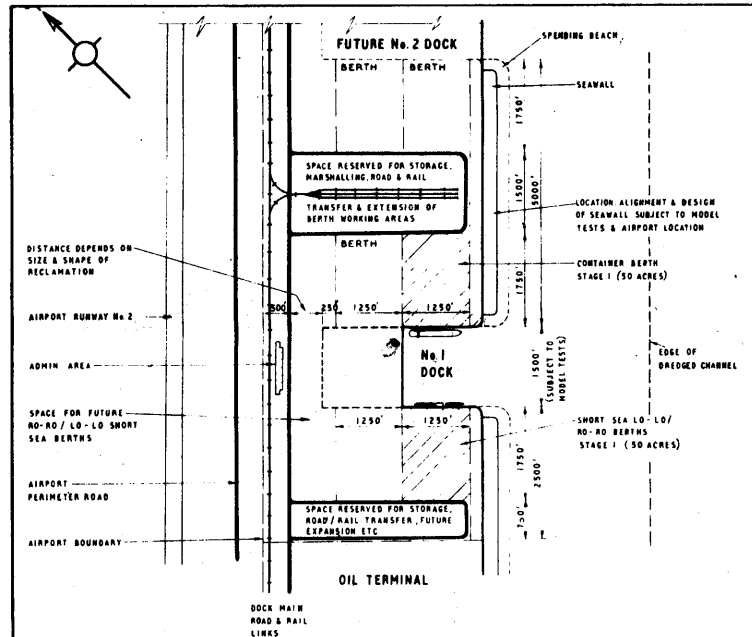 FUTURE No. 2 DOCK
BERTH BERTH
SPENDING BEACH
SEAWALL
1750'
SPACE RESERVED FOR STORAGE,
MARSHALLING, ROAD & RAIL
TRANSFER & EXTENSION OF
BERTH WORKING AREAS
1500'
5000'
LOCATION ALIGNMENT & DESIGN
OF SEAWALL SUBJECT TO MODEL
TESTS & AIRPORT LOCATION
BERTH
1750'
CONTAINER BERTH
STAGE I (50 ACRES)
DISTANCE DEPENDS ON
SIZE & SHAPE OF
RECLAMATION
500' 250' 1250' 1250'
AIRPORT RUNWAY No. 2
No. 1
DOCK
1500'
(SUBJECT TO
MODEL TESTS)
EDGE OF
DREDGED CHANNEL
ADMIN AREA
SPACE FOR FUTURE
RO-RO / LO-LO SHORT
SEA BERTHS
1250' 1250'
SHORT SEA LO-LO/
RO-RO BERTHS
STAGE I (50 ACRES)
1750'
2500'
AIRPORT
PERIMETER ROAD
SPACE RESERVED FOR STORAGE,
ROAD/RAIL TRANSFER, FUTURE
EXPANSION ETC
750'
AIRPORT BOUNDARY
OIL TERMINAL
DOCK MAIN
ROAD & RAIL
LINKS